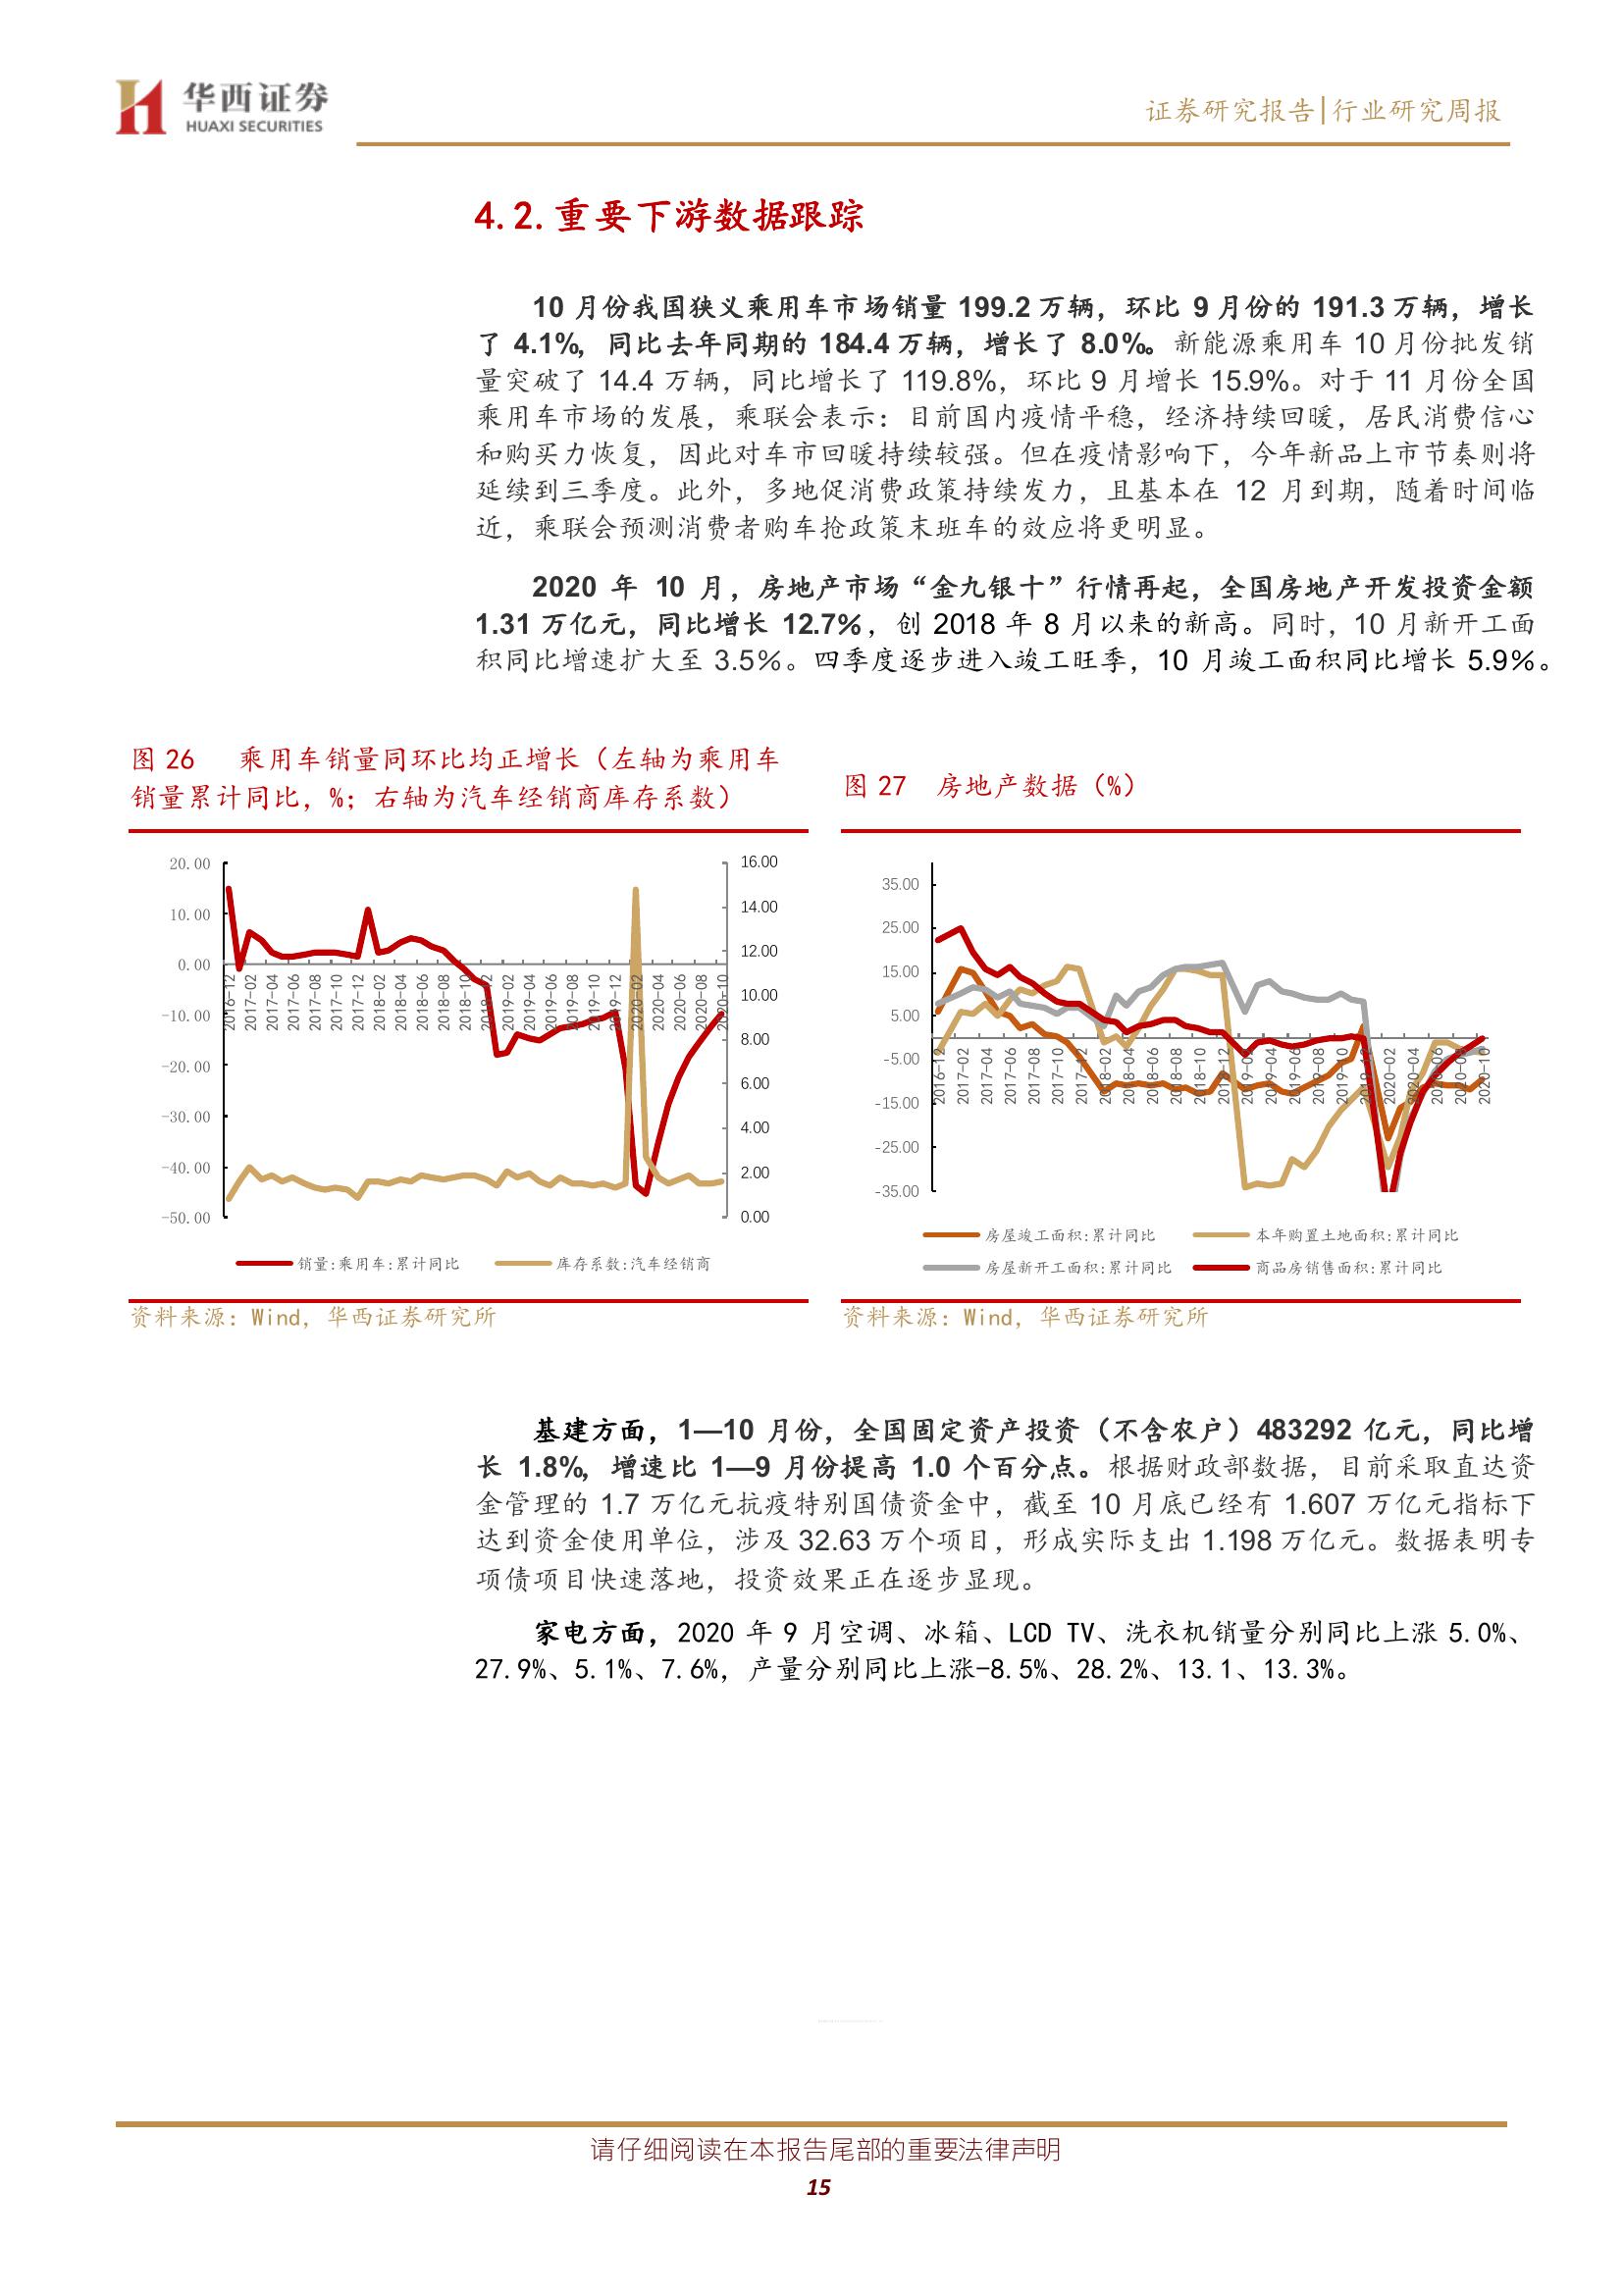 华西证券
HUAXI SECURITIES
证券研究报告|行业研究周报
4.2.重要下游数据跟踪
10 月份我国狭义乘用车市场销量 199.2 万辆，环比 9 月份的 191.3 万辆，增长
了 4.1%，同比去年同期的 184.4 万辆，增长了 8.0%。新能源乘用车 10 月份批发销
量突破了 14.4 万辆，同比增长了 119.8%，环比 9 月增长 15.9%。对于 11 月份全国
乘用车市场的发展，乘联会表示：目前国内疫情平稳，经济持续回暖，居民消费信心
和购买力恢复，因此对车市回暖持续较强。但在疫情影响下，今年新品上市节奏则将
延续到三季度。此外，多地促消费政策持续发力，且基本在 12 月到期，随着时间临
近，乘联会预测消费者购车抢政策末班车的效应将更明显。
2020 年 10 月，房地产市场“金九银十”行情再起，全国房地产开发投资金额
1.31 万亿元，同比增长 12.7%，创 2018 年 8 月以来的新高。同时，10 月新开工面
积同比增速扩大至 3.5%。四季度逐步进入竣工旺季，10 月竣工面积同比增长 5.9%。
图 26 乘用车销量同环比均正增长（左轴为乘用车
销量累计同比，%；右轴为汽车经销商库存系数）
20.00
10.00
0.00
-10.00
-20.00
-30.00
-40.00
-50.00
16.00
14.00
12.00
10.00
8.00
6.00
4.00
2.00
0.00
2016-12
2017-02
2017-04
2017-06
2017-08
2017-10
2017-12
2018-02
2018-04
2018-06
2018-08
2018-10
2018-12
2019-02
2019-04
2019-06
2019-08
2019-10
2019-12
2020-02
2020-04
2020-06
2020-08
2020-10
销量:乘用车:累计同比
库存系数:汽车经销商
资料来源：Wind，华西证券研究所
图 27 房地产数据（%）
35.00
25.00
15.00
5.00
-5.00
-15.00
-25.00
-35.00
2016-12
2017-02
2017-04
2017-06
2017-08
2017-10
2017-12
2018-02
2018-04
2018-06
2018-08
2018-10
2018-12
2019-02
2019-04
2019-06
2019-08
2019-10
2019-12
2020-02
2020-04
2020-06
2020-08
2020-10
房屋竣工面积:累计同比
本年购置土地面积:累计同比
房屋新开工面积:累计同比
商品房销售面积:累计同比
资料来源：Wind，华西证券研究所
基建方面，1—10 月份，全国固定资产投资（不含农户）483292 亿元，同比增
长 1.8%，增速比 1—9 月份提高 1.0 个百分点。根据财政部数据，目前采取直达资
金管理的 1.7 万亿元抗疫特别国债资金中，截至 10 月底已经有 1.607 万亿元指标下
达到资金使用单位，涉及 32.63 万个项目，形成实际支出 1.198 万亿元。数据表明专
项债项目快速落地，投资效果正在逐步显现。
家电方面，2020 年 9 月空调、冰箱、LCD TV、洗衣机销量分别同比上涨 5.0%、
27.9%、5.1%、7.6%，产量分别同比上涨-8.5%、28.2%、13.1、13.3%。
请仔细阅读在本报告尾部的重要法律声明
15